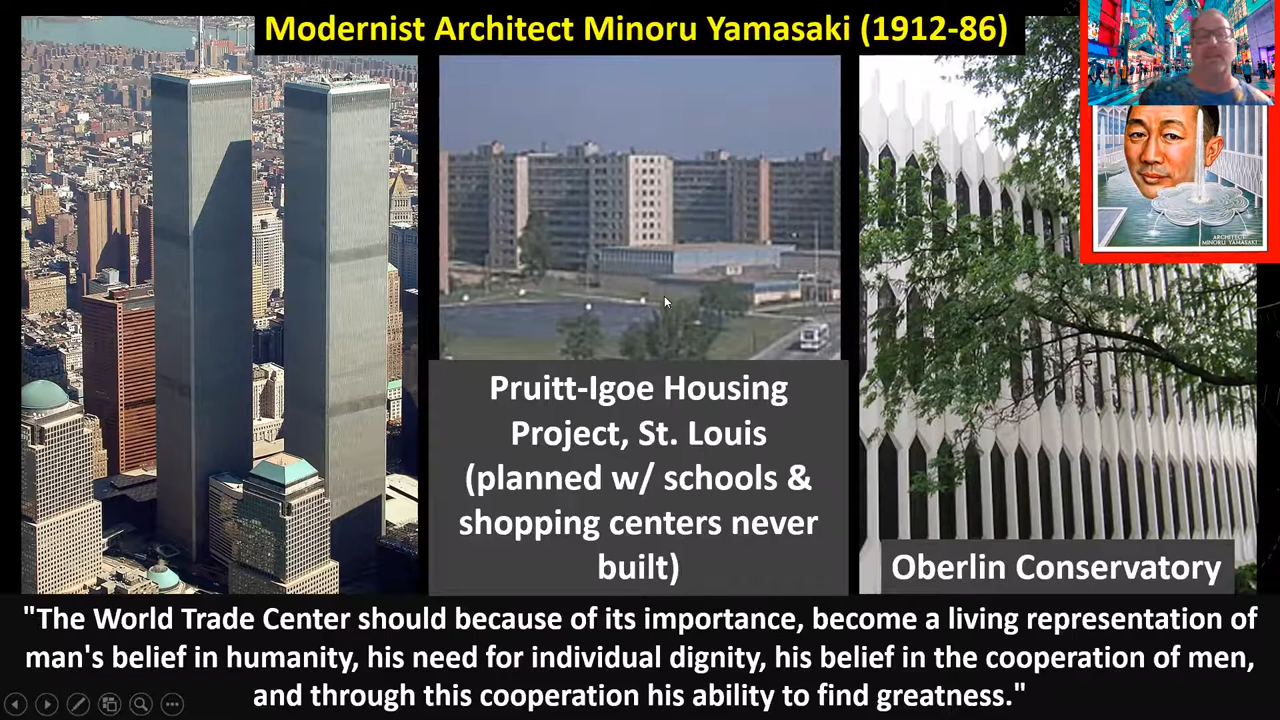 Modernist Architect Minoru Yamasaki (1912-86)
ARCHITECT
MINORU YAMASAKI
Pruitt-Igoe Housing
Project, St. Louis
(planned w/ schools &
shopping centers never
built)
Oberlin Conservatory
"The World Trade Center should because of its importance, become a living representation of
man's belief in humanity, his need for individual dignity, his belief in the cooperation of men,
and through this cooperation his ability to find greatness."